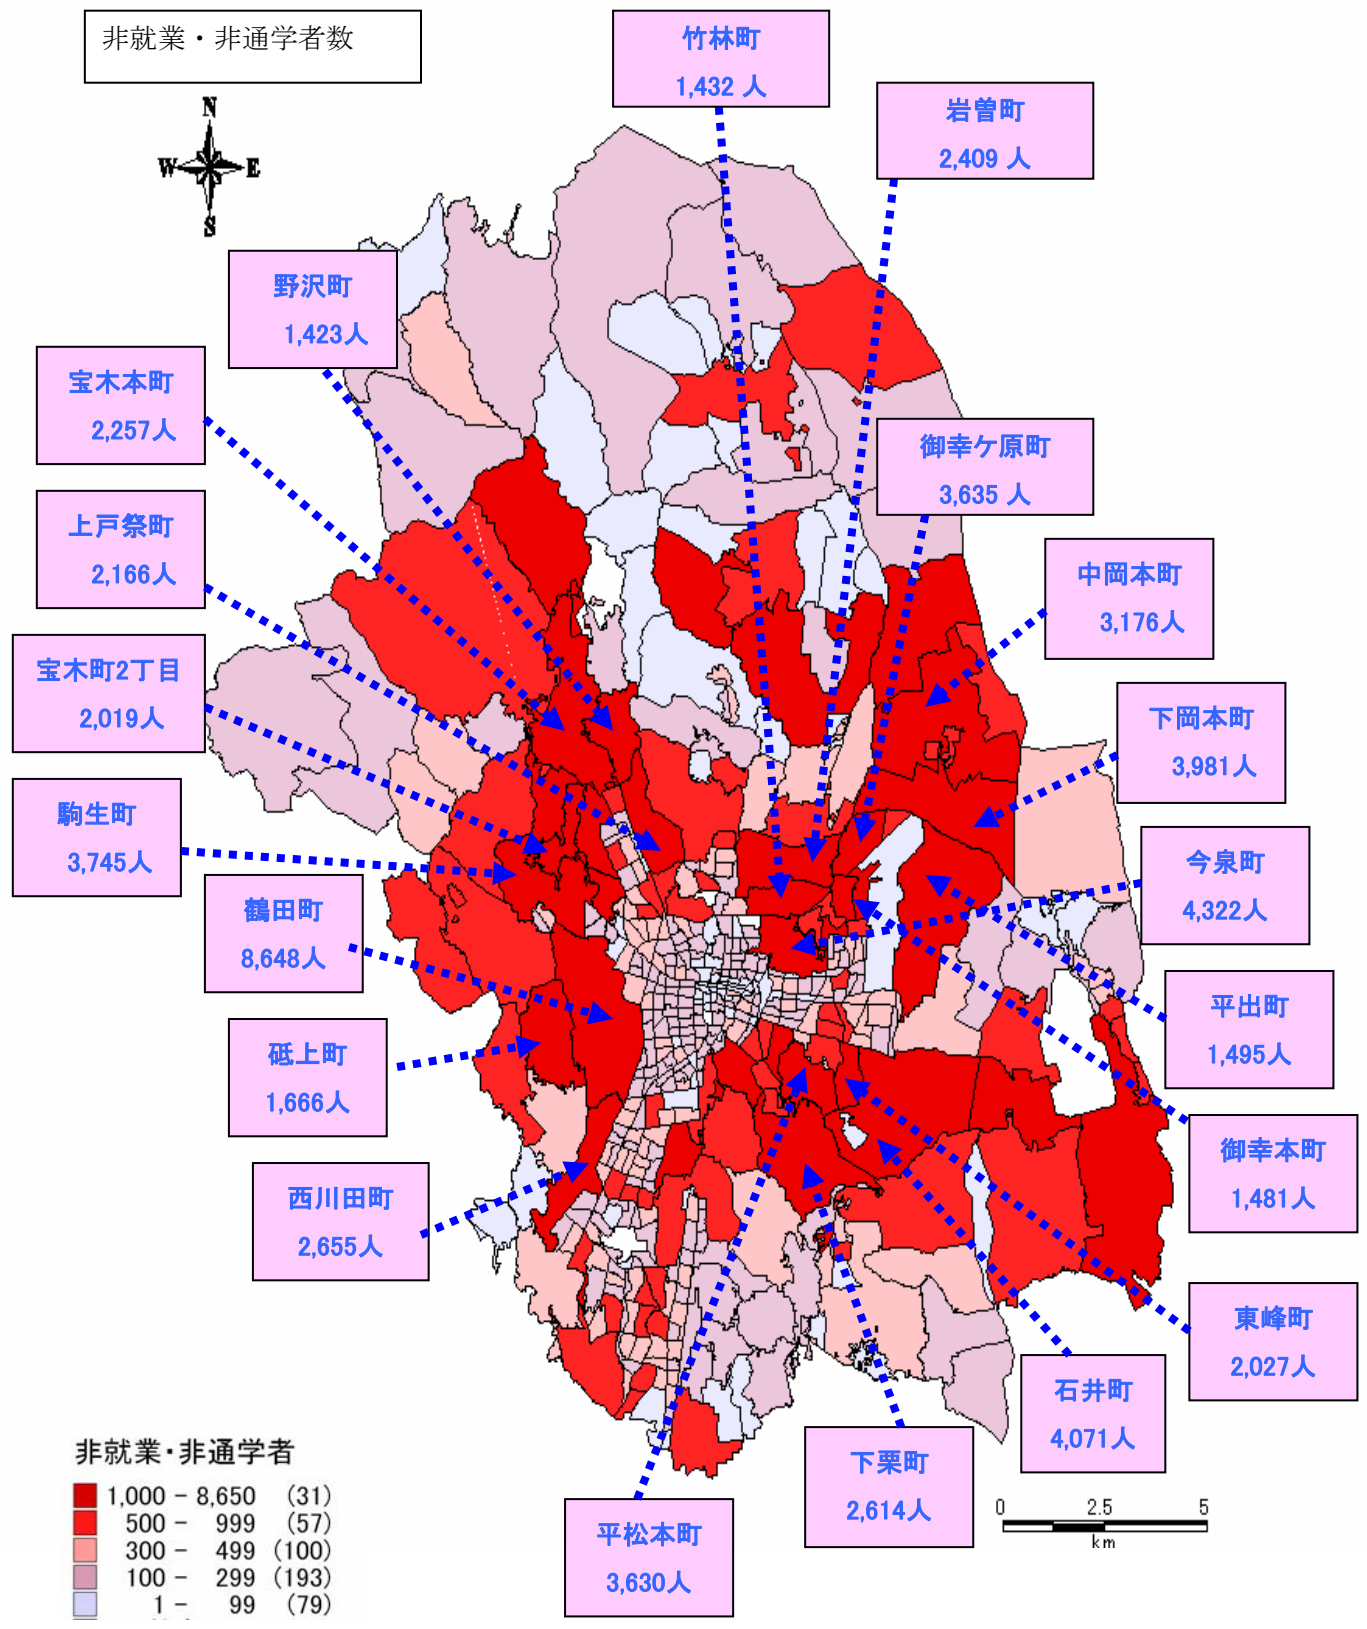 非就業・非通学者数
N
W E
S
竹林町
1,432 人
岩曽町
2,409 人
野沢町
1,423人
宝木本町
2,257人
御幸ケ原町
3,635 人
上戸祭町
2,166人
中岡本町
3,176人
宝木町2丁目
2,019人
下岡本町
3,981人
駒生町
3,745人
今泉町
4,322人
鶴田町
8,648人
平出町
1,495人
砥上町
1,666人
御幸本町
1,481人
西川田町
2,655人
東峰町
2,027人
石井町
4,071人
下栗町
2,614人
平松本町
3,630人
非就業・非通学者
1,000 - 8,650 (31)
500 - 999 (57)
300 - 499 (100)
100 - 299 (193)
1 - 99 (79)
0 2.5 5
km